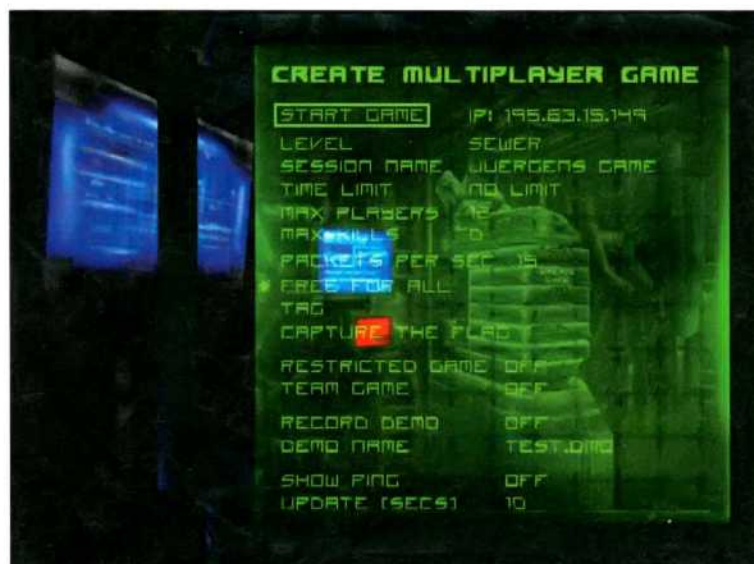 CREATE MULTIPLAYER GAME
START GAME IP: 195.63.15.149
LEVEL SEWER
SESSION NAME JUERGENS GAME
TIME LIMIT NO LIMIT
MAX PLAYERS 12
MAX KILLS 0
PACKETS PER SEC 15
* FREE FOR ALL
TAG
CAPTURE THE FLAG
RESTRICTED GAME OFF
TEAM GAME OFF
RECORD DEMO OFF
DEMO NAME TEST.DMO
SHOW PING OFF
UPDATE [SECS] 10